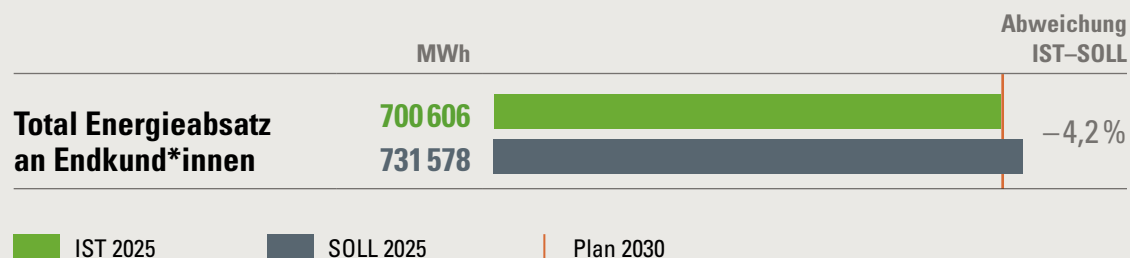 Abweichung
MWh IST–SOLL
Total Energieabsatz
an Endkund*innen
700 606
731 578
–4,2 %
IST 2025 SOLL 2025 Plan 2030